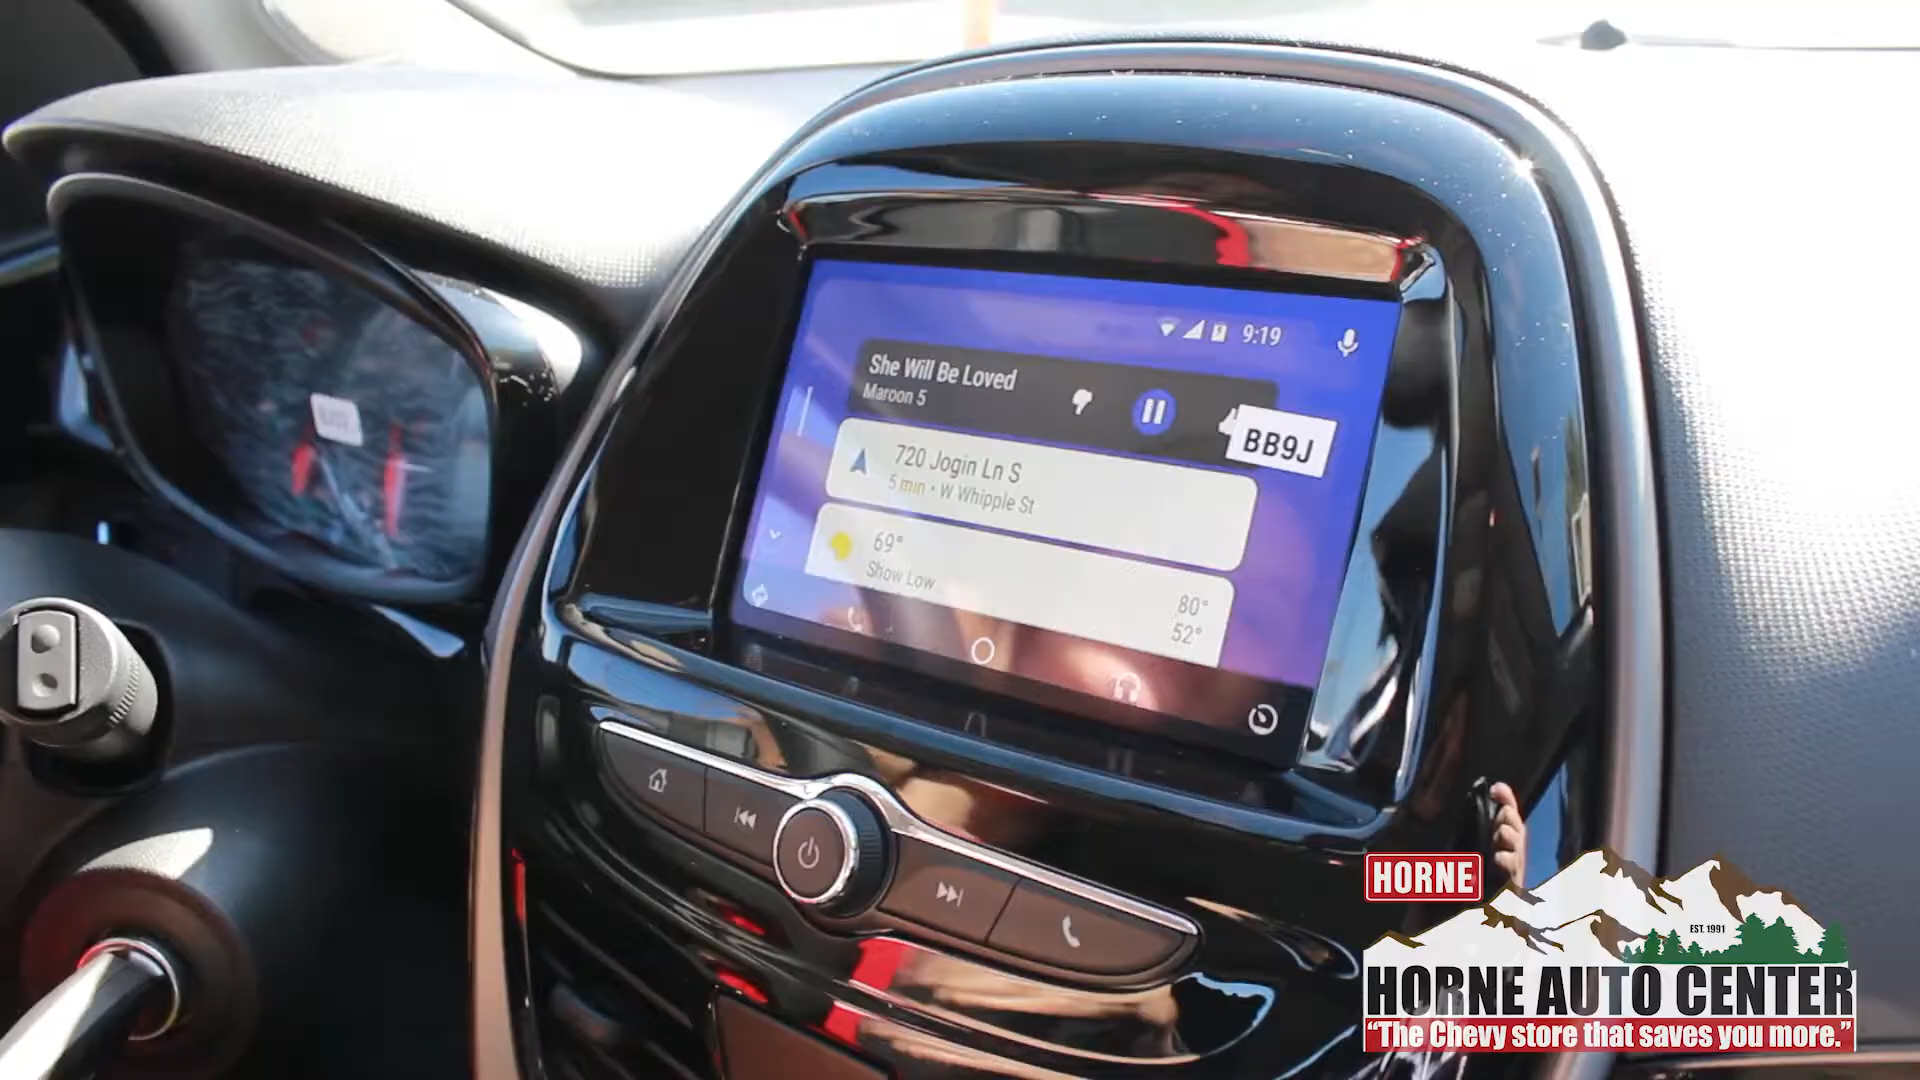 9:19
She Will Be Loved
Maroon 5
BB9J
720 Jogin Ln S
5 min • W Whipple St
69°
Show Low
80°
52°
HORNE
EST. 1991
HORNE AUTO CENTER
“The Chevy store that saves you more.”